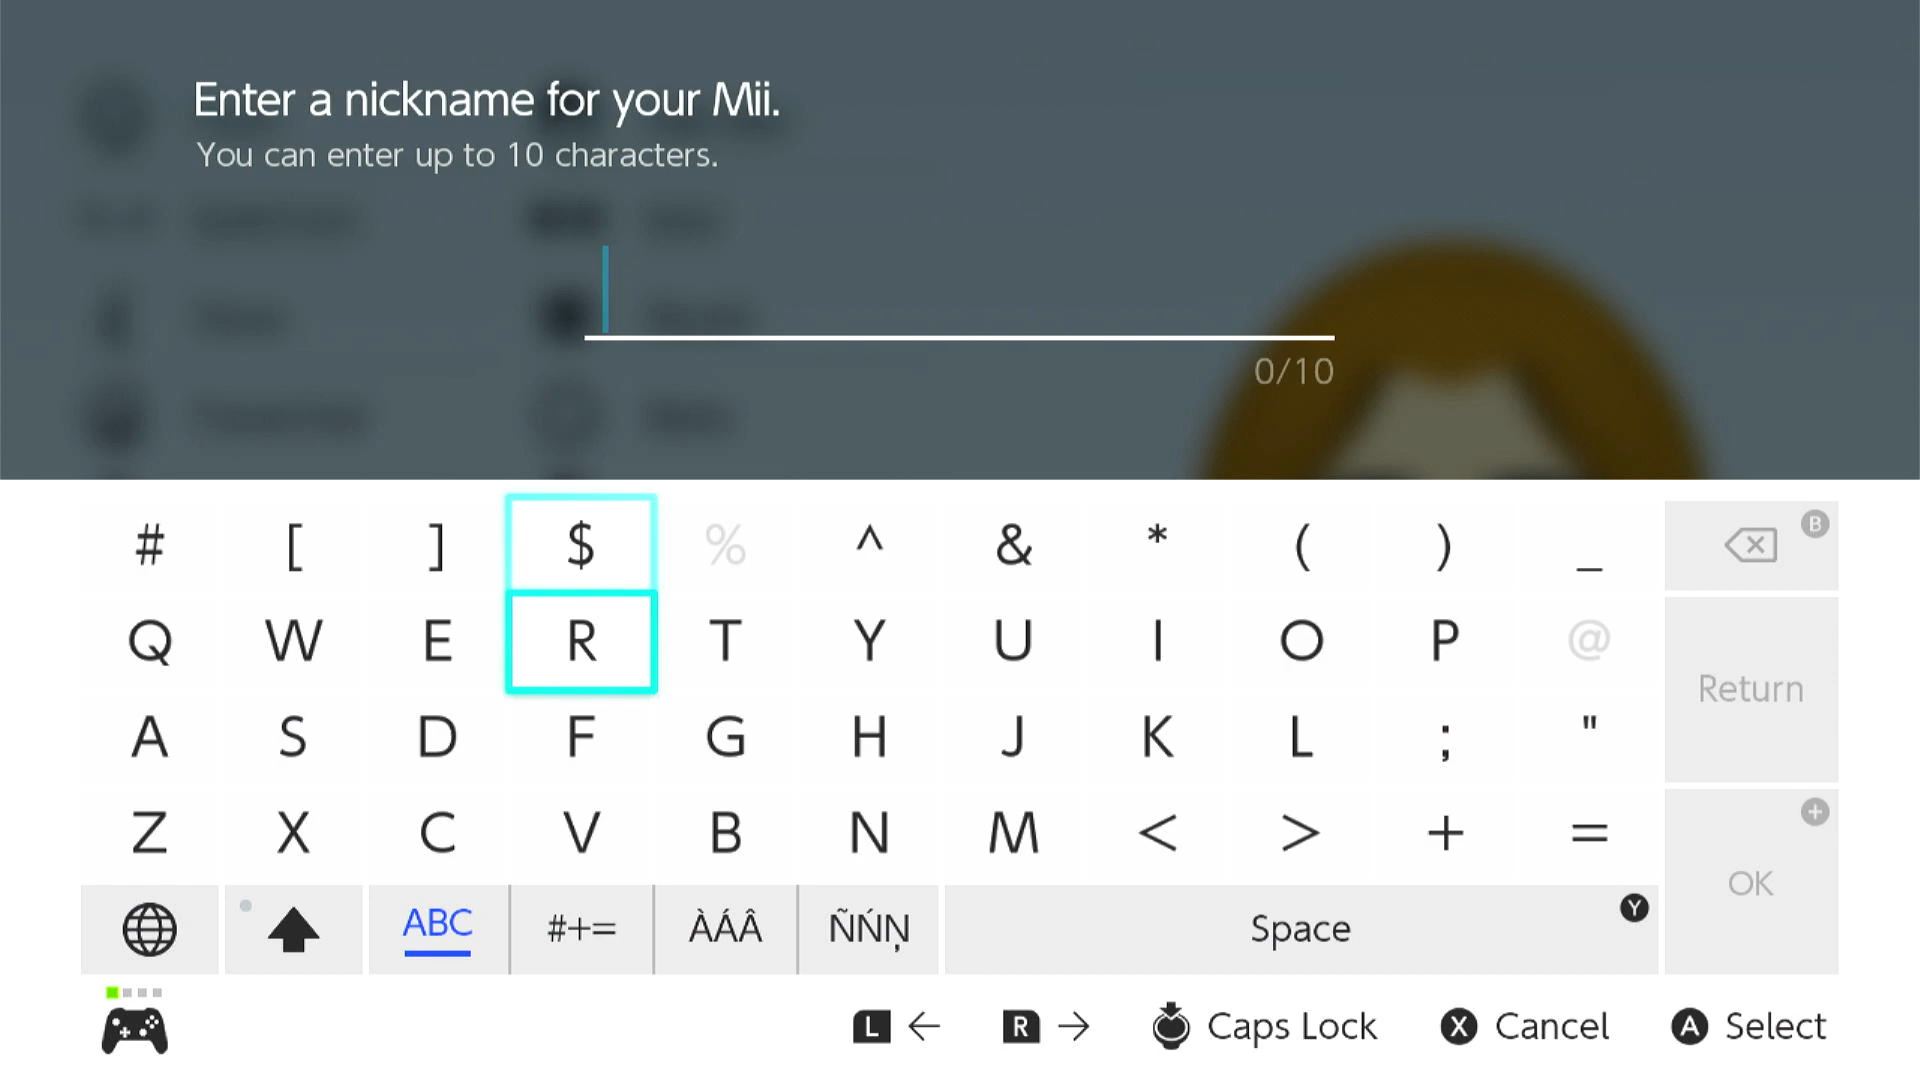 Enter a nickname for your Mii.
You can enter up to 10 characters.
0/10
# [ ] $ % ^ & * ( ) _ B
Q W E R T Y U I O P @ Return
A S D F G H J K L ; "
Z X C V B N M < > + = + OK
ABC #+= ÀÁÂ ÑŃŅ Space Y
L ← R → Caps Lock X Cancel A Select